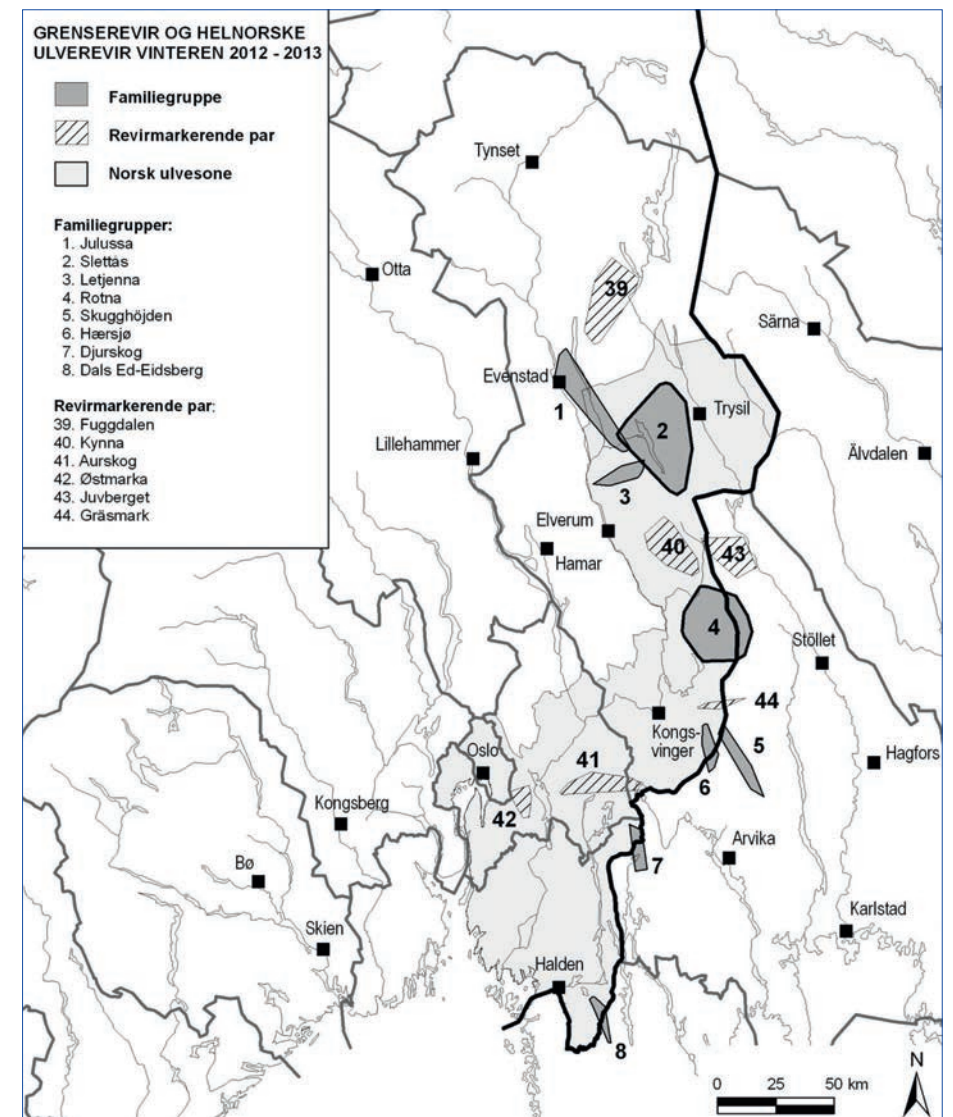 GRENSEREVIR OG HELNORSKE
ULVEREVIR VINTEREN 2012 - 2013
Familiegruppe
Revirmarkerende par
Norsk ulvesone
Familiegrupper:
1. Julussa
2. Slettås
3. Letjenna
4. Rotna
5. Skugghöjden
6. Hærsjø
7. Djurskog
8. Dals Ed-Eidsberg
Revirmarkerende par:
39. Fuggdalen
40. Kynna
41. Aurskog
42. Østmarka
43. Juvberget
44. Gräsmark
Tynset
Otta
39
Särna
Evenstad
1
2
Trysil
Lillehammer
Älvdalen
3
Elverum
40
43
Hamar
4
Stöllet
44
Kongs-
vinger
5
Oslo
41
Hagfors
6
Kongsberg
42
Arvika
Bø
7
Skien
Karlstad
Halden
8
N
0 25 50 km